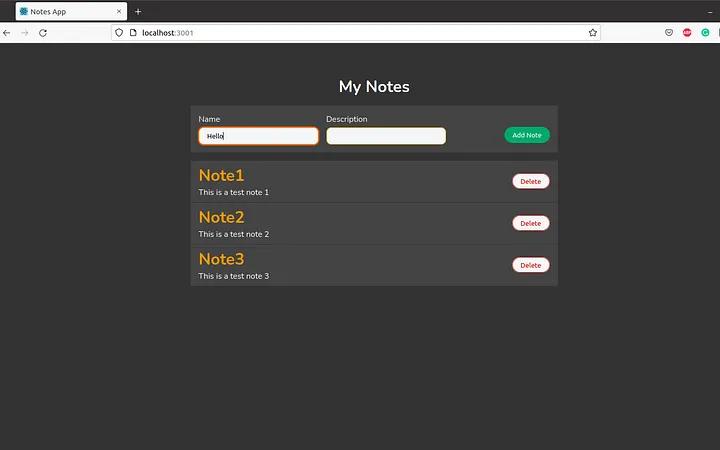 Notes App
localhost:3001
My Notes
Name Description
Hello
Add Note
Note1
This is a test note 1
Delete
Note2
This is a test note 2
Delete
Note3
This is a test note 3
Delete